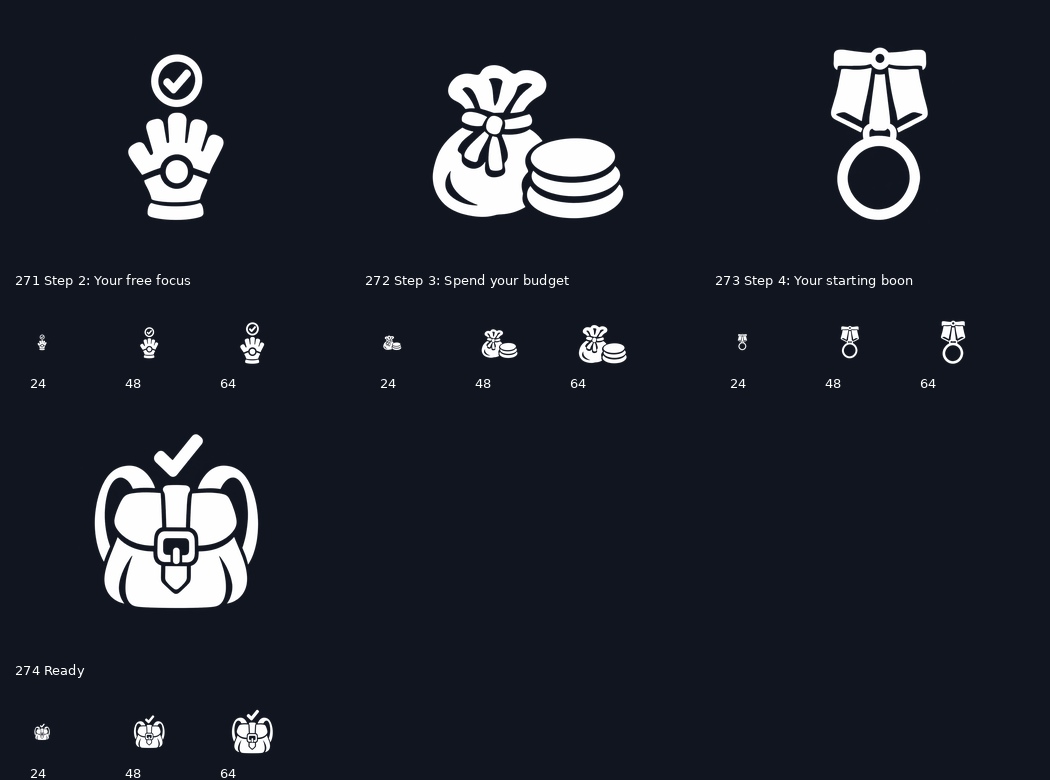 271 Step 2: Your free focus
272 Step 3: Spend your budget
273 Step 4: Your starting boon
24 48 64
24 48 64
24 48 64
274 Ready
24 48 64